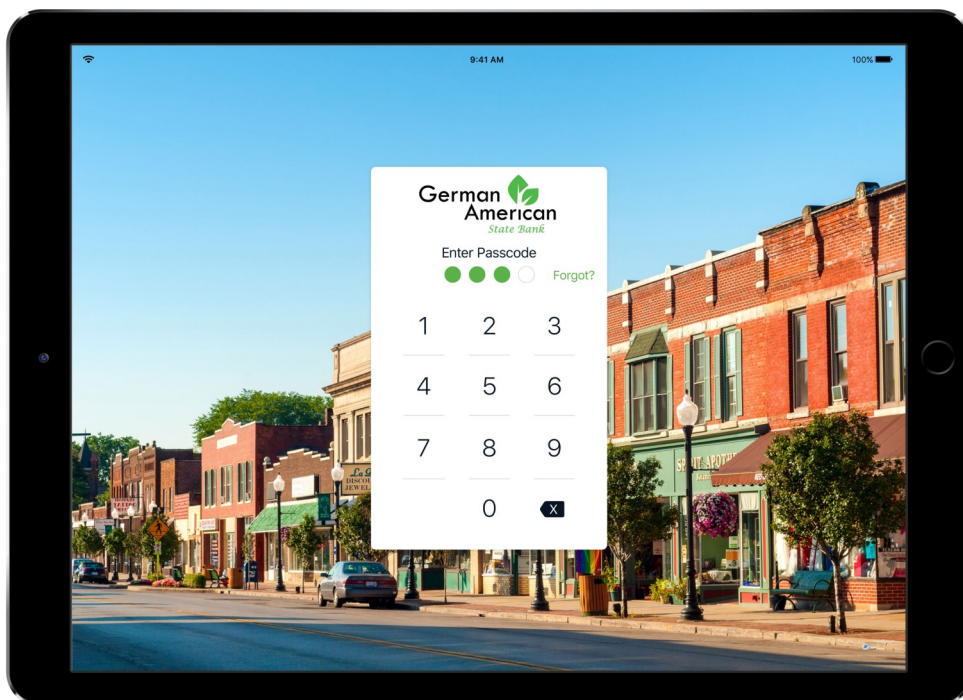 9:41 AM
100%
German
American
State Bank
Enter Passcode
Forgot?
1 2 3
4 5 6
7 8 9
0 X